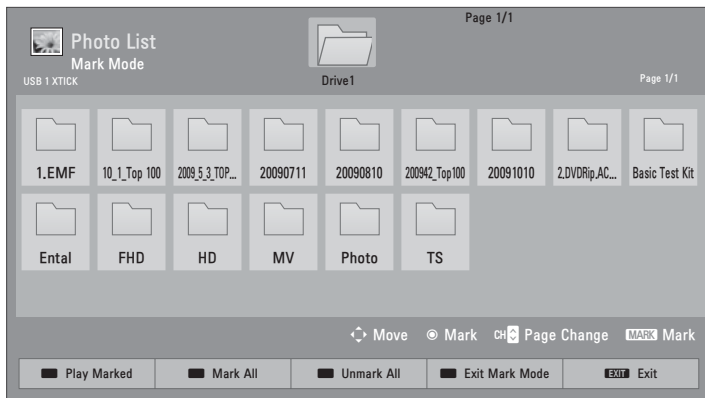 Page 1/1
Photo List
Mark Mode
USB 1 XTICK
Drive1
Page 1/1
1.EMF
10_1_Top 100
2009_5_3_TOP...
20090711
20090810
200942_Top100
20091010
2,DVDRip,AC...
Basic Test Kit
Ental
FHD
HD
MV
Photo
TS
Move
Mark
CH
Page Change
MARK Mark
Play Marked
Mark All
Unmark All
Exit Mark Mode
EXIT Exit